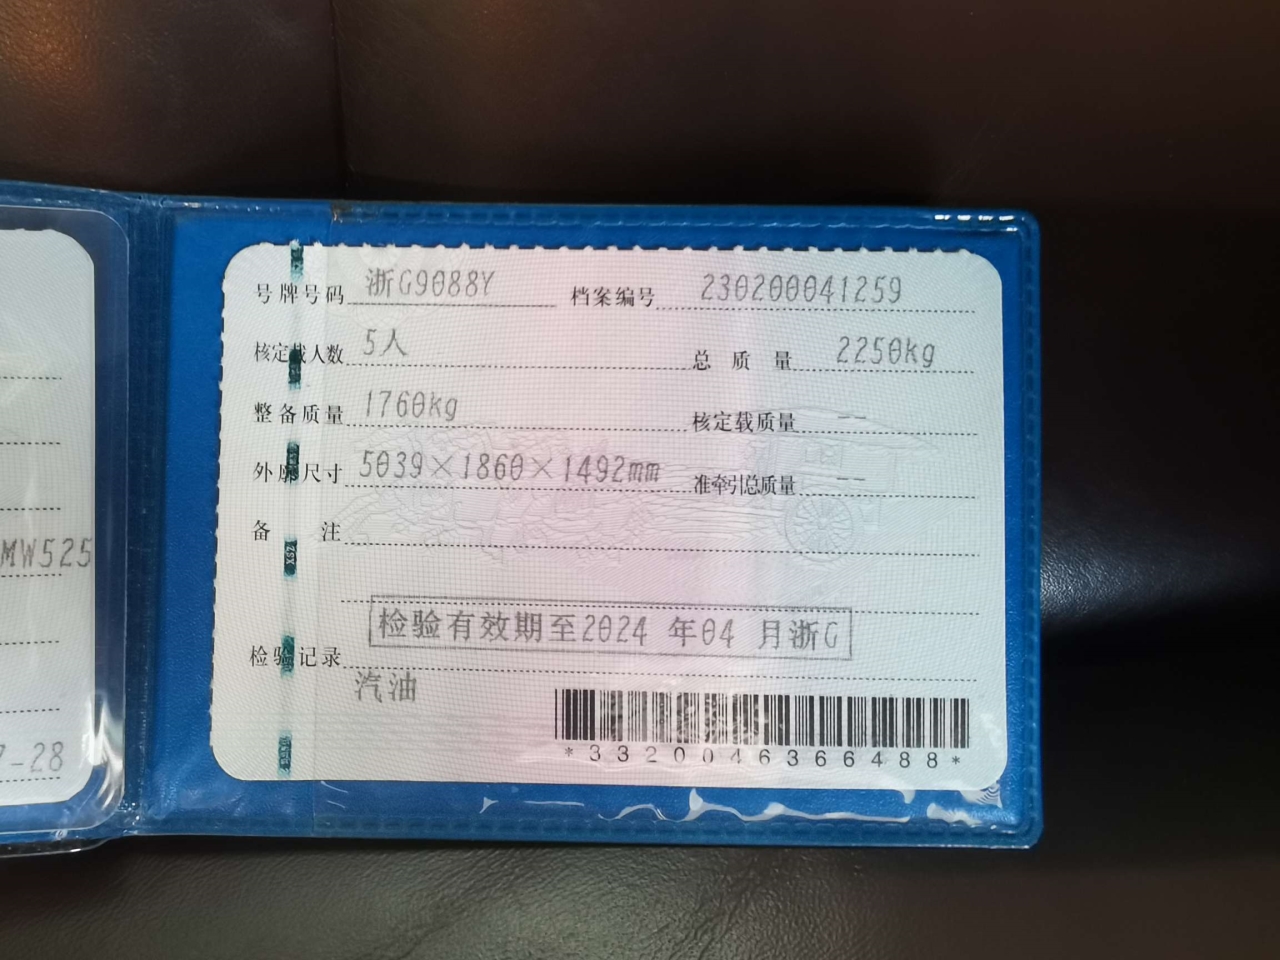 号牌号码 浙G9088Y 档案编号 230200041259
核定载人数 5人 总质量 2250kg
整备质量 1760kg 核定载质量 --
外廓尺寸 5039×1860×1492mm 准牵引总质量 --
备注
检验有效期至2024 年04 月浙G
检验记录
汽油
*3320046366488*
MW525
7-28